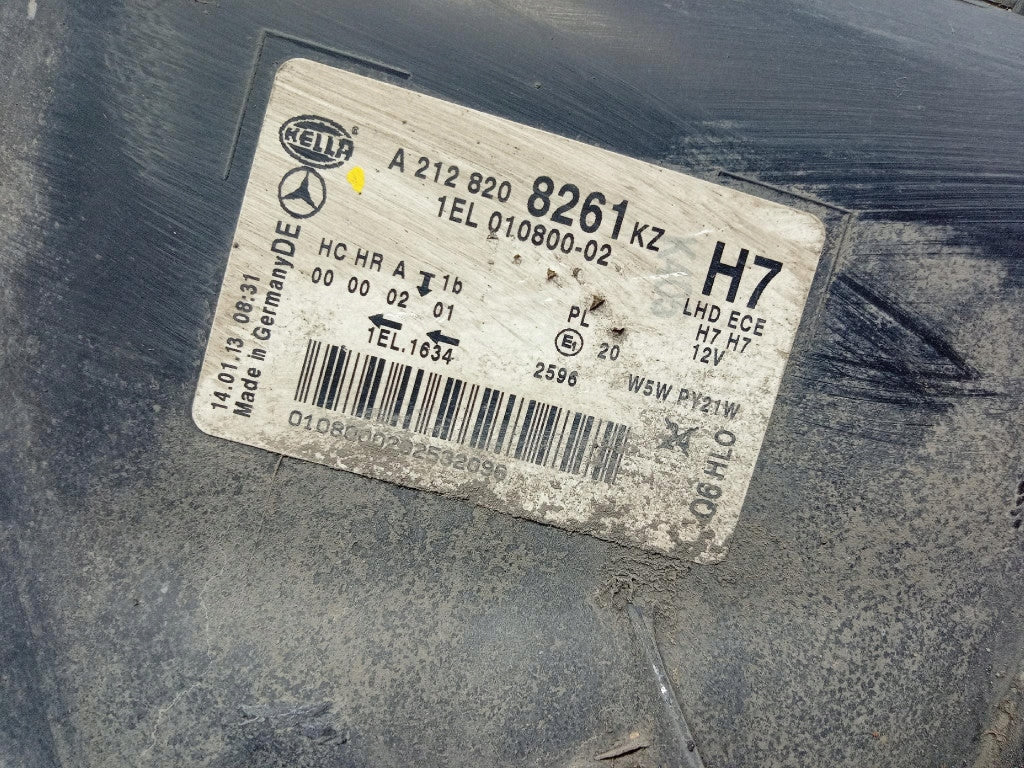 HELLA ®
A 212 820 8261 KZ
1EL 010800-02
H7
LHD ECE
H7 H7
12V
HC HR A 1b
00 00 02 01
1EL.1634
PL
E1 20
2596
W5W PY21W
14.01.13 08:31
Made in Germany DE
Q6 HLO